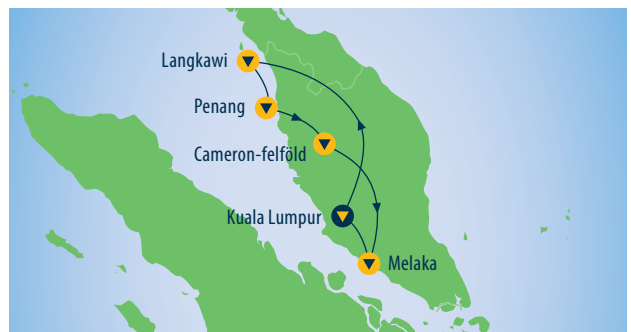 Langkawi
Penang
Cameron-felföld
Kuala Lumpur
Melaka